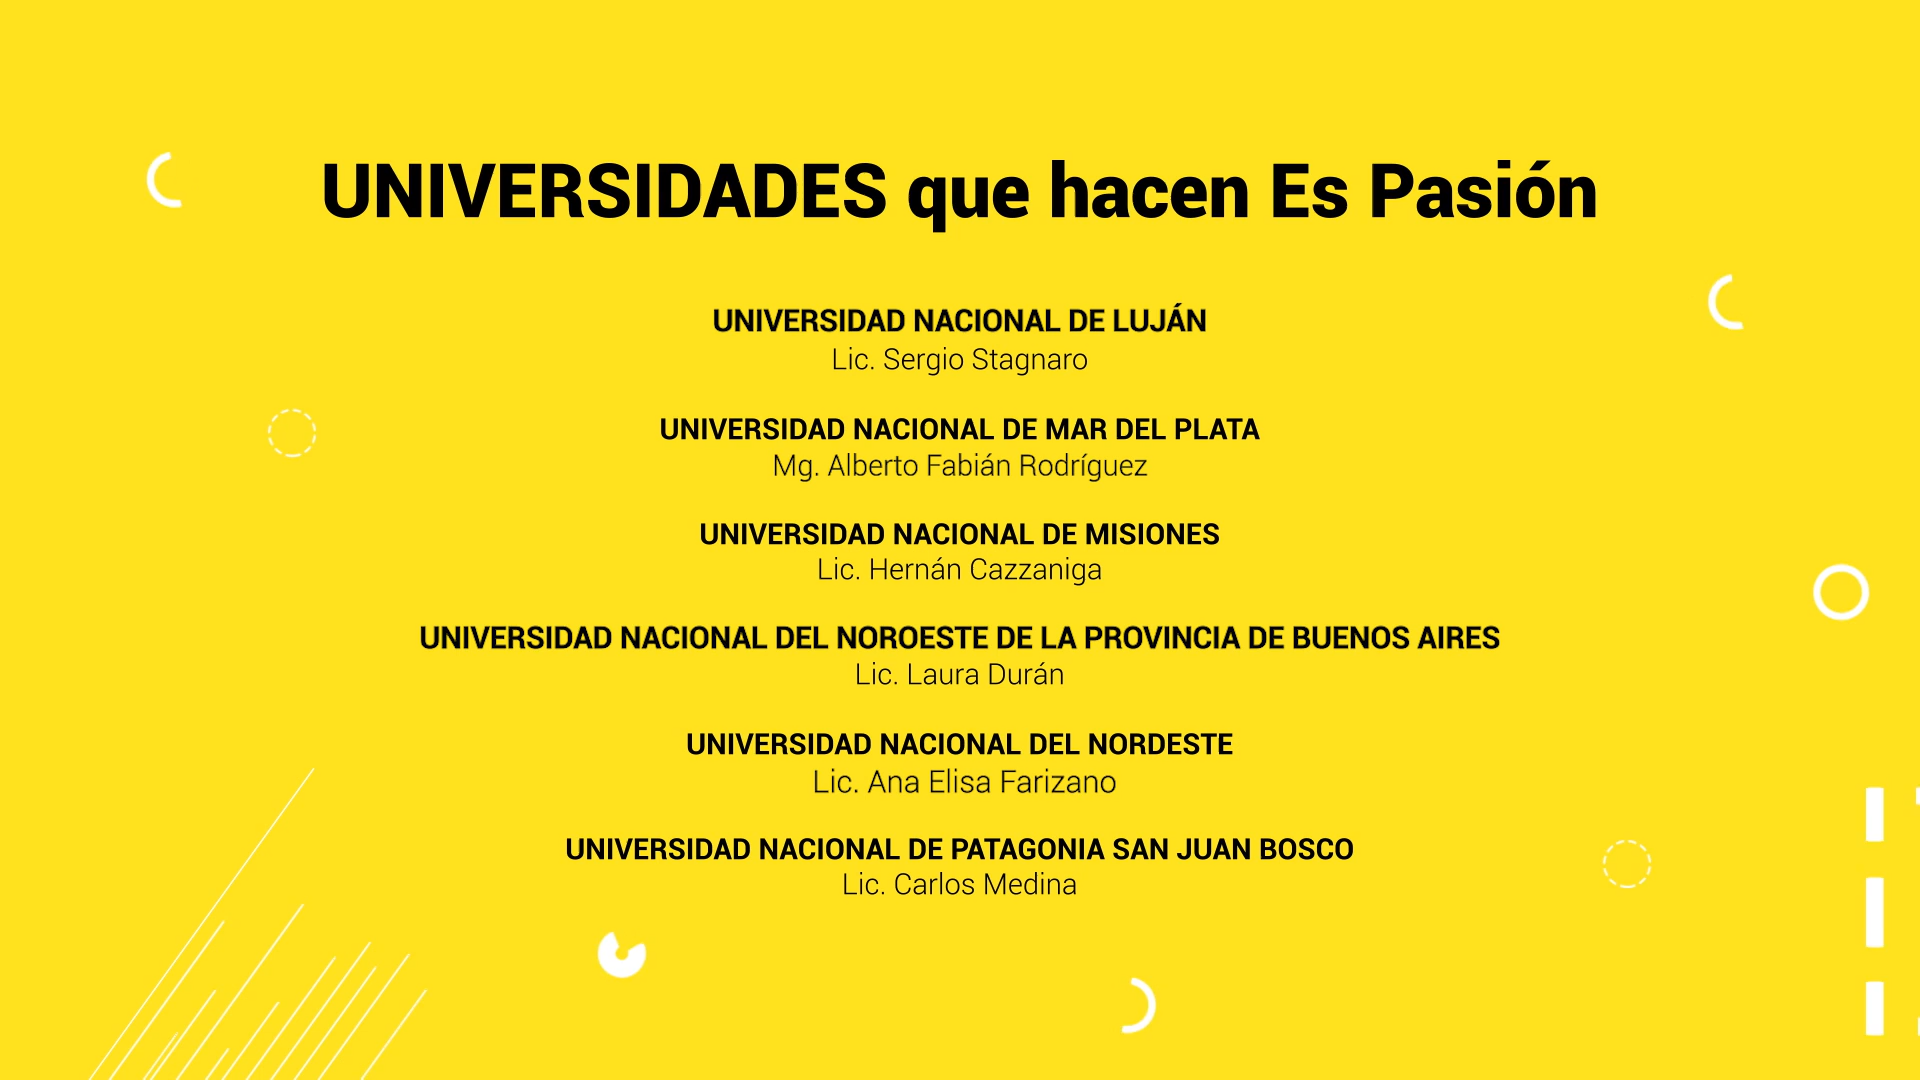 UNIVERSIDADES que hacen Es Pasión
UNIVERSIDAD NACIONAL DE LUJÁN
Lic. Sergio Stagnaro
UNIVERSIDAD NACIONAL DE MAR DEL PLATA
Mg. Alberto Fabián Rodríguez
UNIVERSIDAD NACIONAL DE MISIONES
Lic. Hernán Cazzaniga
UNIVERSIDAD NACIONAL DEL NOROESTE DE LA PROVINCIA DE BUENOS AIRES
Lic. Laura Durán
UNIVERSIDAD NACIONAL DEL NORDESTE
Lic. Ana Elisa Farizano
UNIVERSIDAD NACIONAL DE PATAGONIA SAN JUAN BOSCO
Lic. Carlos Medina